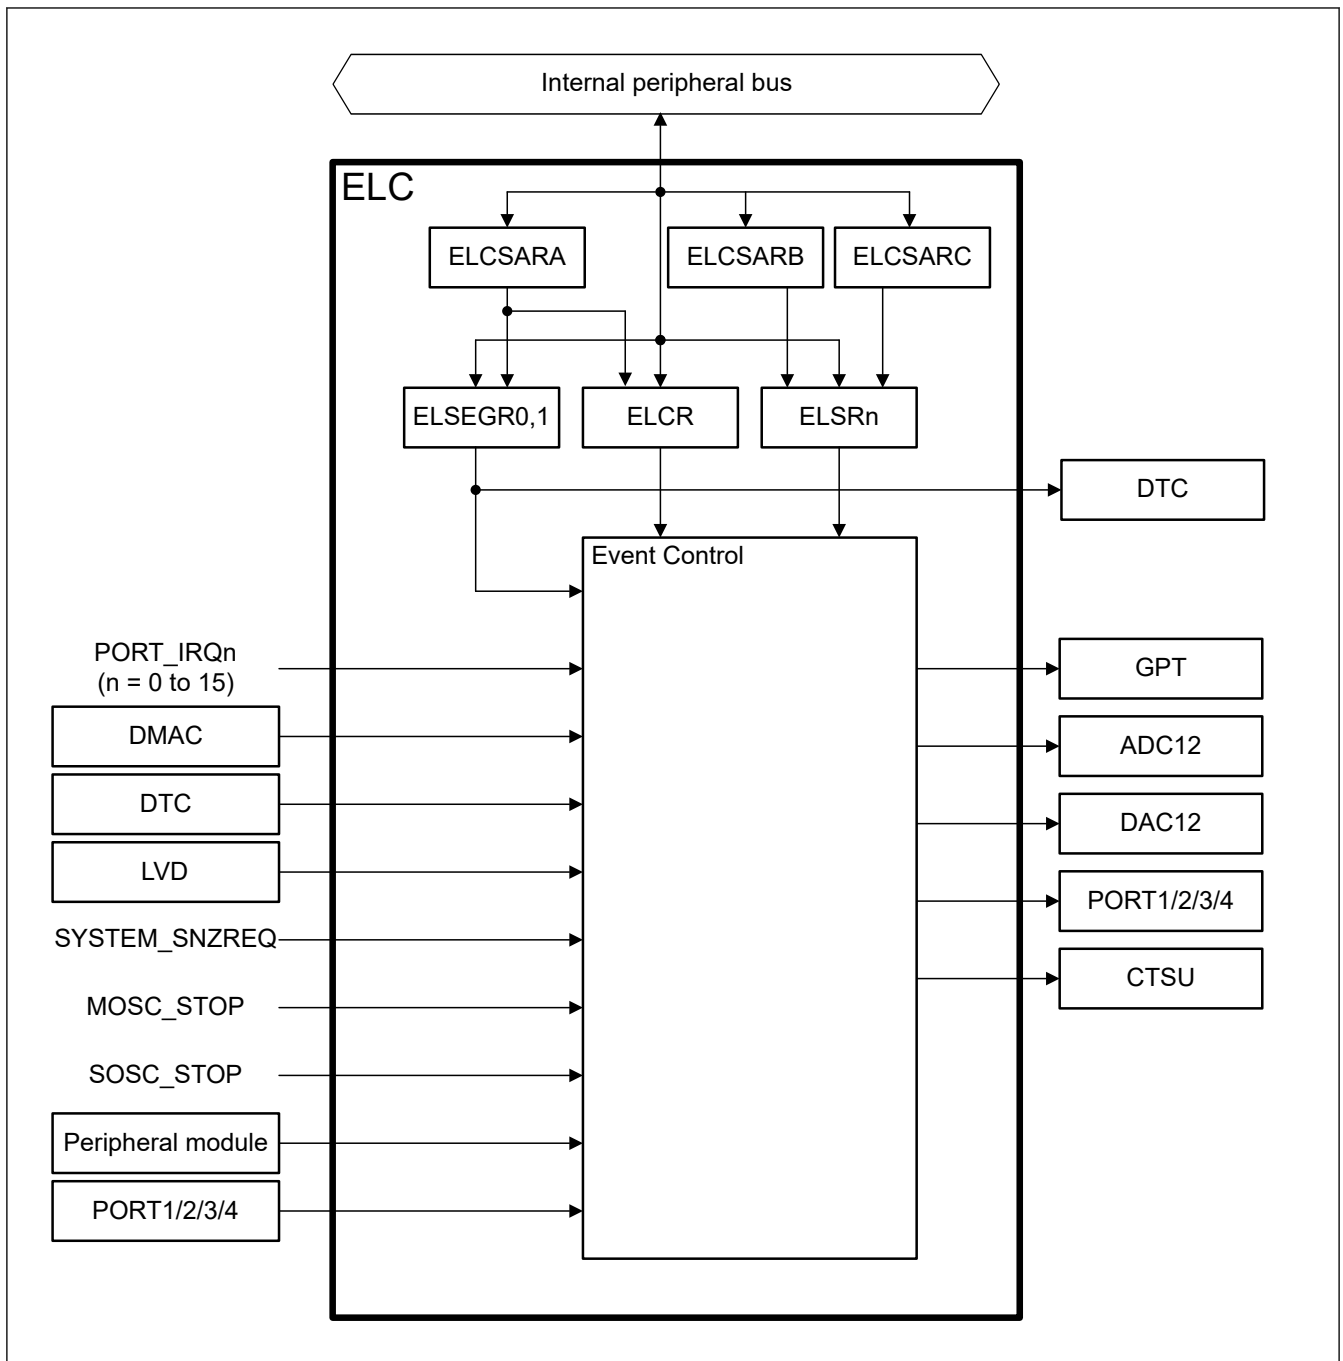 Internal peripheral bus
ELC
ELCSARA
ELCSARB
ELCSARC
ELSEGR0,1
ELCR
ELSRn
DTC
Event Control
PORT_IRQn
(n = 0 to 15)
DMAC
DTC
LVD
SYSTEM_SNZREQ
MOSC_STOP
SOSC_STOP
Peripheral module
PORT1/2/3/4
GPT
ADC12
DAC12
PORT1/2/3/4
CTSU